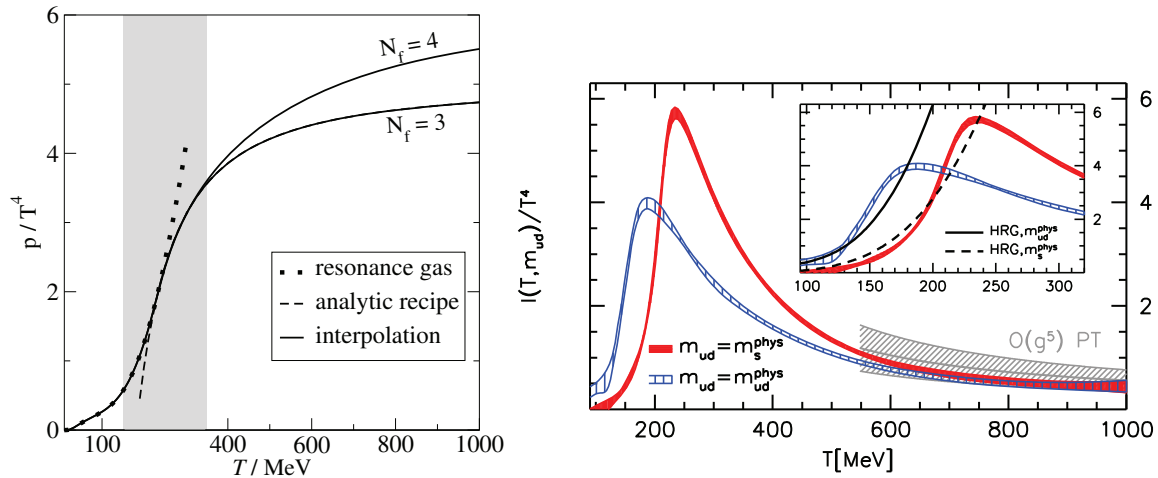 p / T⁴
6
4
2
0
N_f = 4
N_f = 3
resonance gas
analytic recipe
interpolation
100 200 400 600 800 1000
T / MeV
I(T,m_ud)/T⁴
6
4
2
6
4
2
HRG,m_ud^phys
HRG,m_s^phys
100 150 200 250 300
O(g⁵) PT
m_ud=m_s^phys
m_ud=m_ud^phys
200 400 600 800 1000
T[MeV]